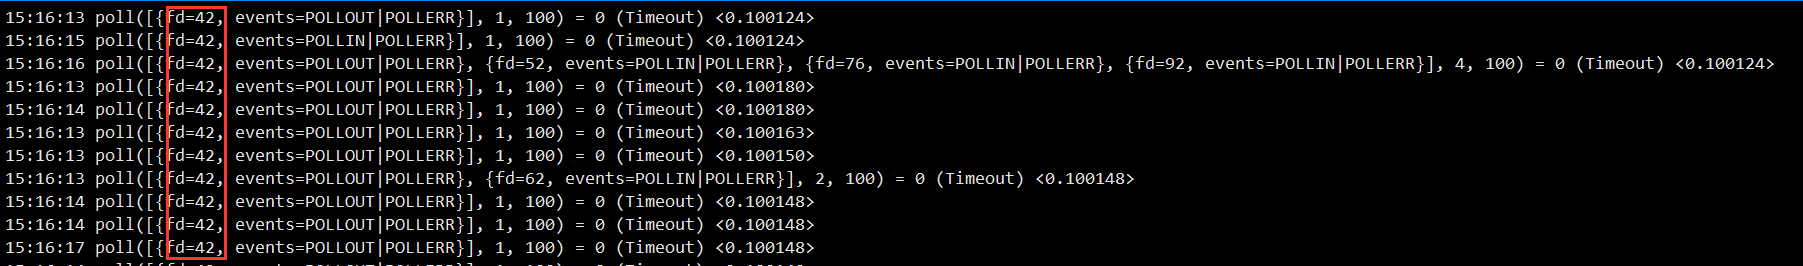 15:16:13 poll([{fd=42, events=POLLOUT|POLLERR}], 1, 100) = 0 (Timeout) <0.100124>
15:16:15 poll([{fd=42, events=POLLIN|POLLERR}], 1, 100) = 0 (Timeout) <0.100124>
15:16:16 poll([{fd=42, events=POLLOUT|POLLERR}, {fd=52, events=POLLIN|POLLERR}, {fd=76, events=POLLIN|POLLERR}, {fd=92, events=POLLIN|POLLERR}], 4, 100) = 0 (Timeout) <0.100124>
15:16:13 poll([{fd=42, events=POLLOUT|POLLERR}], 1, 100) = 0 (Timeout) <0.100180>
15:16:14 poll([{fd=42, events=POLLOUT|POLLERR}], 1, 100) = 0 (Timeout) <0.100180>
15:16:13 poll([{fd=42, events=POLLOUT|POLLERR}], 1, 100) = 0 (Timeout) <0.100163>
15:16:13 poll([{fd=42, events=POLLOUT|POLLERR}], 1, 100) = 0 (Timeout) <0.100150>
15:16:13 poll([{fd=42, events=POLLOUT|POLLERR}, {fd=62, events=POLLIN|POLLERR}], 2, 100) = 0 (Timeout) <0.100148>
15:16:14 poll([{fd=42, events=POLLOUT|POLLERR}], 1, 100) = 0 (Timeout) <0.100148>
15:16:14 poll([{fd=42, events=POLLOUT|POLLERR}], 1, 100) = 0 (Timeout) <0.100148>
15:16:17 poll([{fd=42, events=POLLOUT|POLLERR}], 1, 100) = 0 (Timeout) <0.100148>